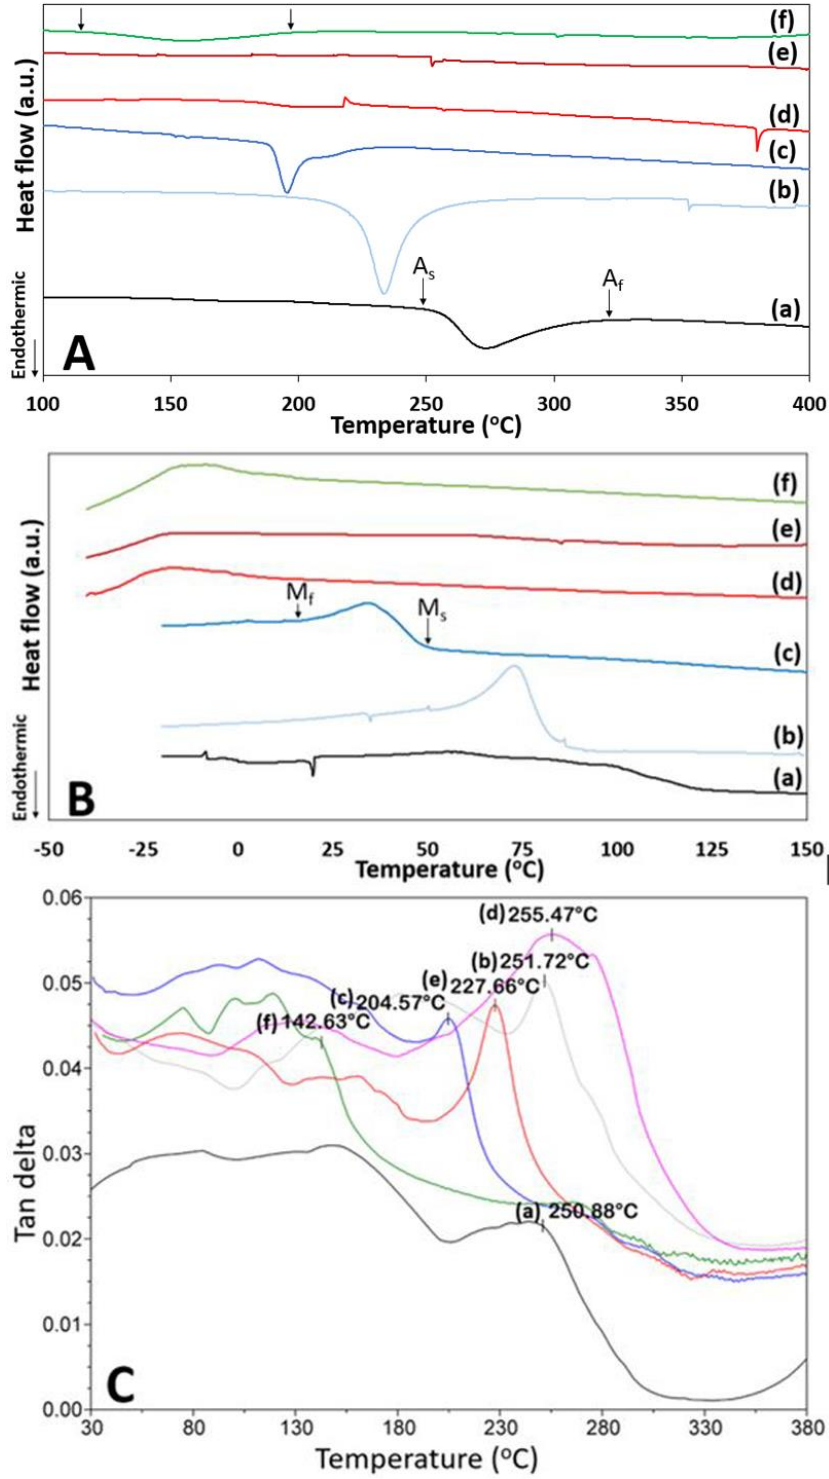 (f)
(e)
(d)
(c)
(b)
As
Af
(a)
Heat flow (a.u.)
Endothermic
A
100 150 200 250 300 350 400
Temperature (oC)
(f)
(e)
(d)
Mf
Ms
(c)
(b)
(a)
Heat flow (a.u.)
Endothermic
B
-50 -25 0 25 50 75 100 125 150
Temperature (oC)
0.06
(d) 255.47°C
0.05
(b) 251.72°C
(e) 227.66°C
(c) 204.57°C
(f) 142.63°C
0.04
0.03
Tan delta
0.02
(a) 250.88°C
0.01
C
0.00
30 80 130 180 230 280 330 380
Temperature (oC)